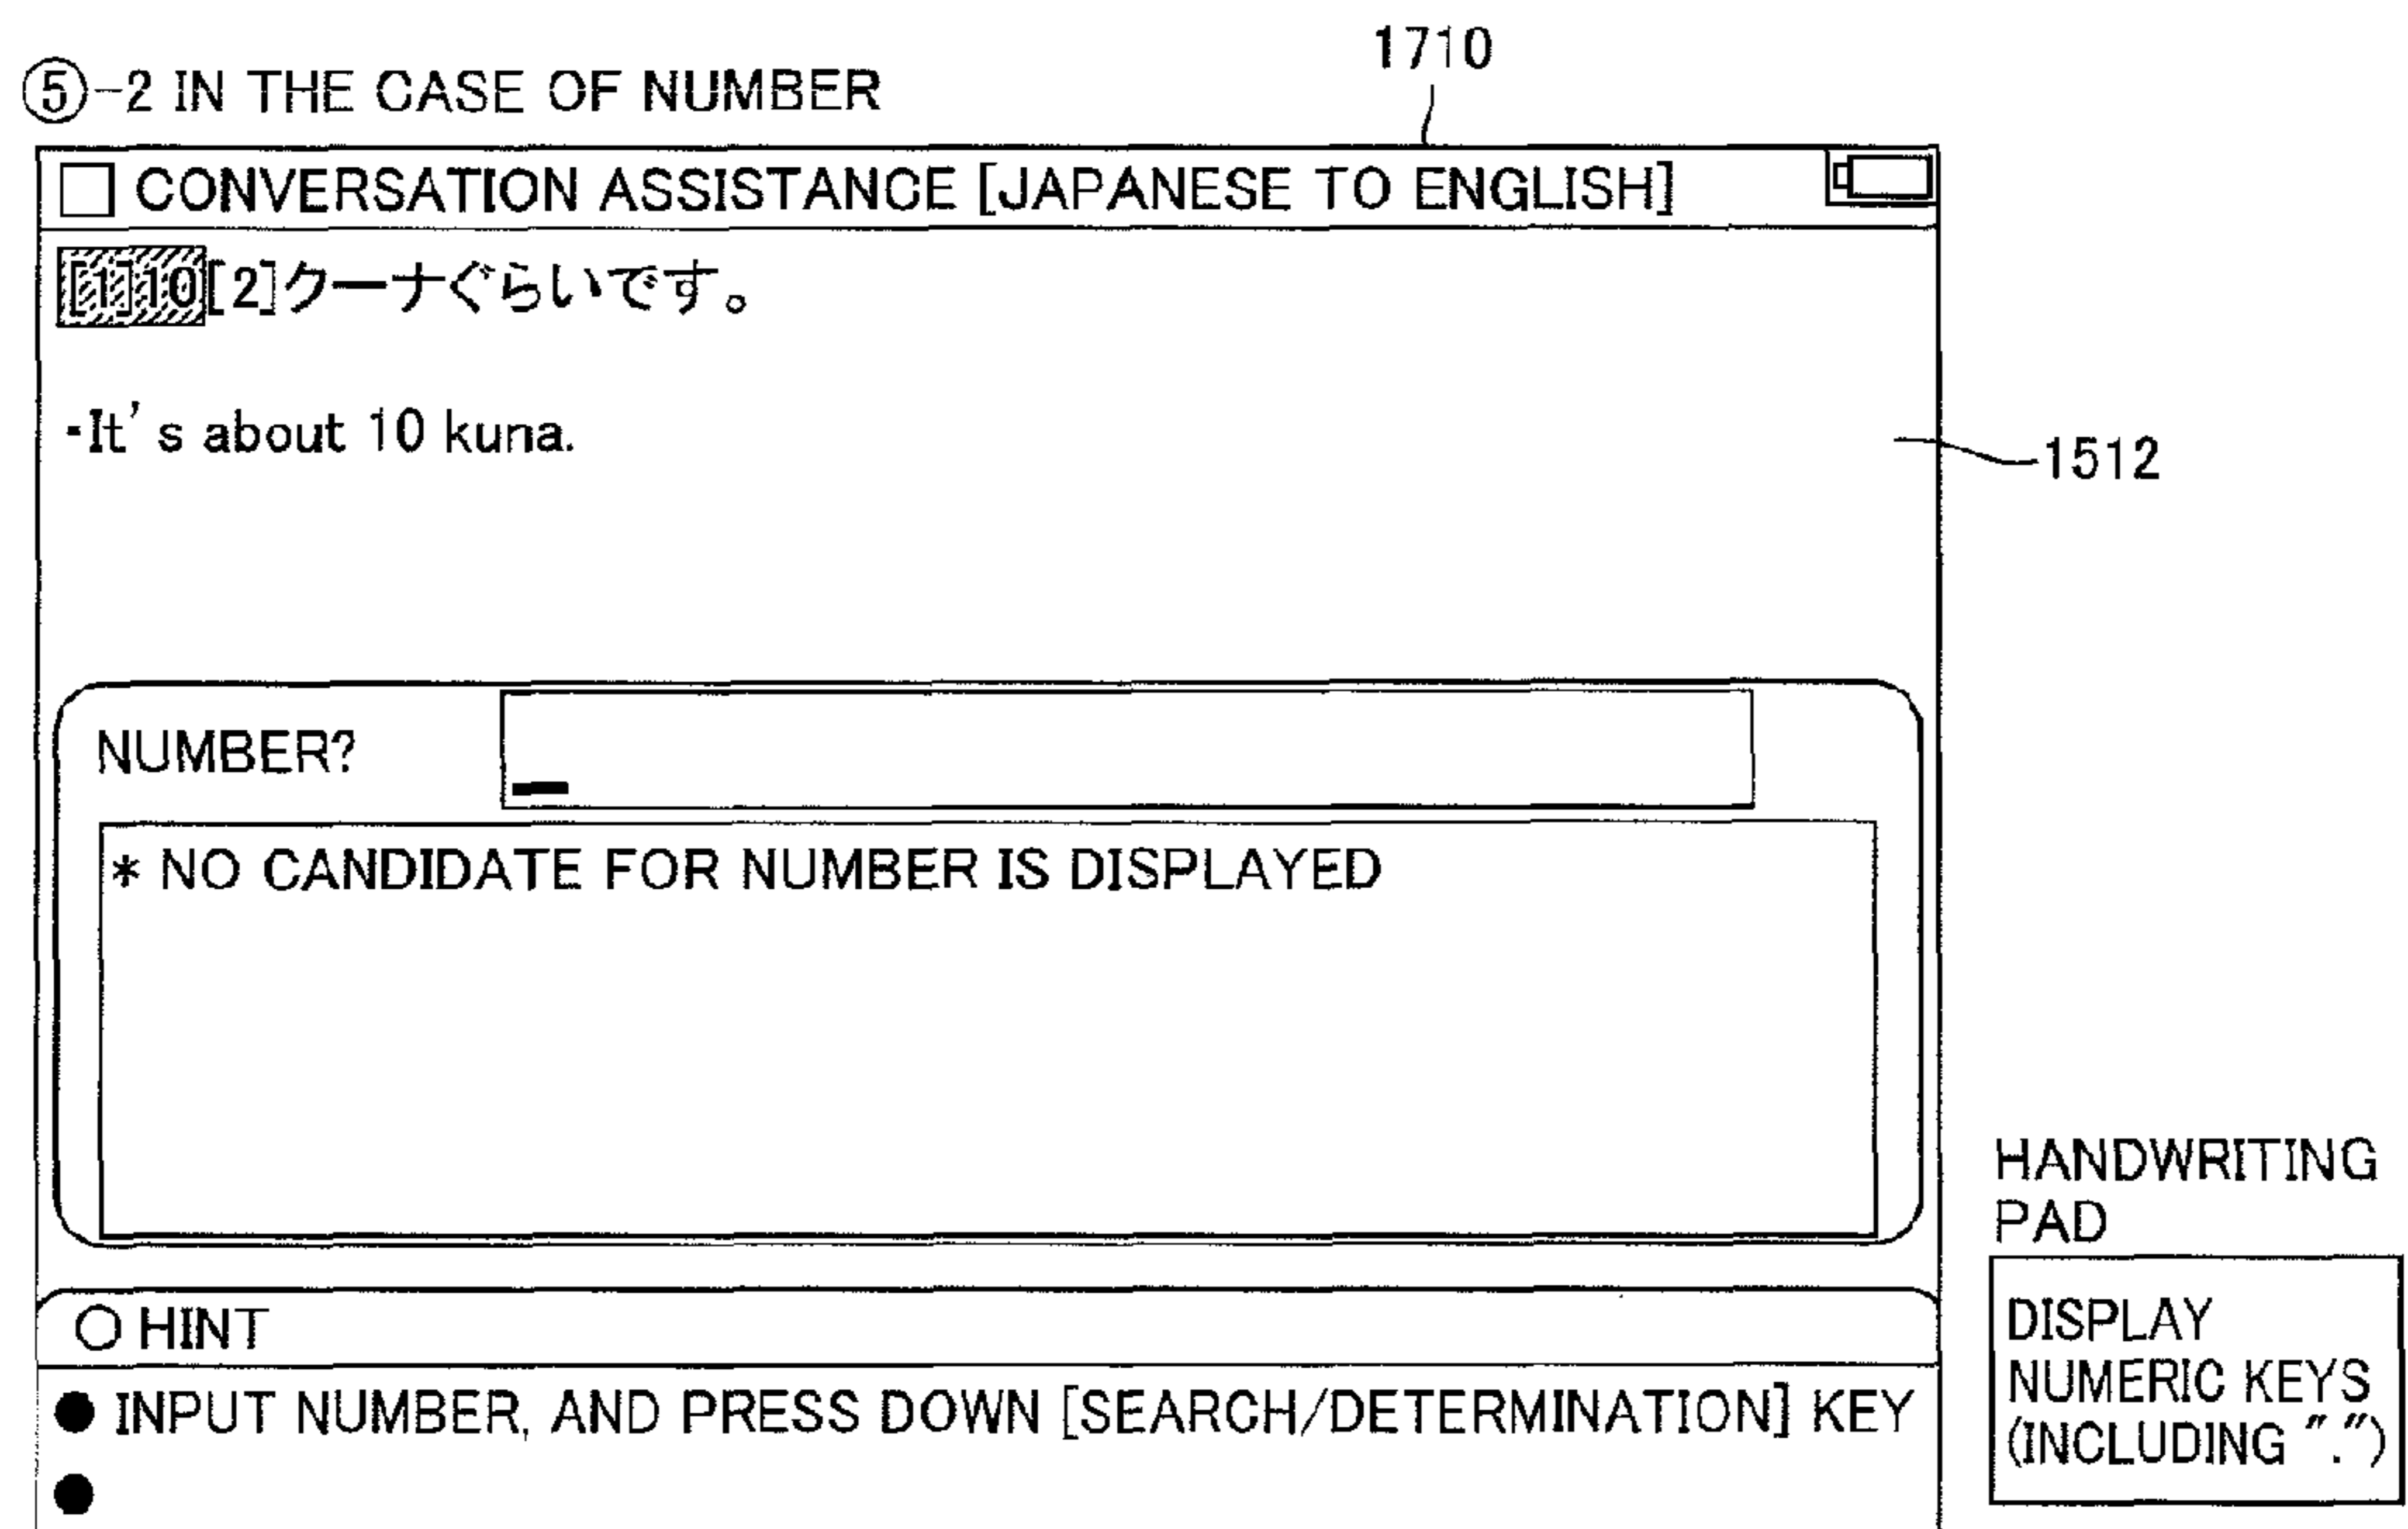 1710
⑤-2 IN THE CASE OF NUMBER
CONVERSATION ASSISTANCE [JAPANESE TO ENGLISH]
[1]10[2]クーナぐらいです。
・It's about 10 kuna.
1512
NUMBER?
* NO CANDIDATE FOR NUMBER IS DISPLAYED
HANDWRITING
PAD
DISPLAY
NUMERIC KEYS
(INCLUDING ".")
HINT
● INPUT NUMBER, AND PRESS DOWN [SEARCH/DETERMINATION] KEY
●